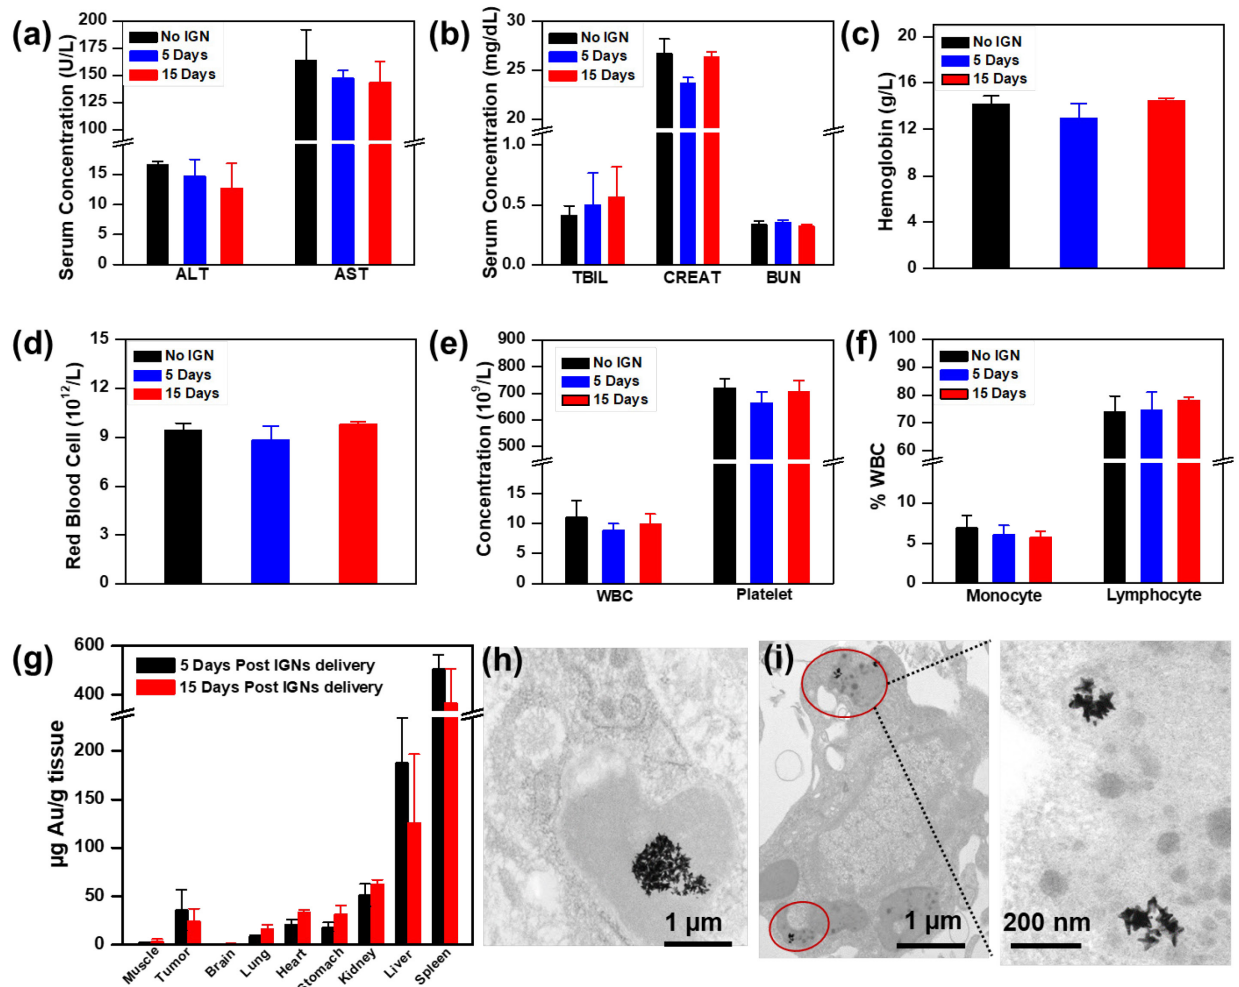 (a)
No IGN
5 Days
15 Days
Serum Concentration (U/L)
200
175
150
125
100
15
10
5
0
ALT
AST
(b)
No IGN
5 Days
15 Days
Serum Concentration (mg/dL)
30
25
20
1.0
0.5
0.0
TBIL
CREAT
BUN
(c)
No IGN
5 Days
15 Days
Hemoglobin (g/L)
20
16
12
8
4
0
(d)
No IGN
5 Days
15 Days
Red Blood Cell (10¹²/L)
15
12
9
6
3
0
(e)
No IGN
5 Days
15 Days
Concentration (10⁹/L)
900
800
700
600
500
15
10
5
0
WBC
Platelet
(f)
No IGN
5 Days
15 Days
% WBC
100
90
80
70
60
10
5
0
Monocyte
Lymphocyte
(g)
5 Days Post IGNs delivery
15 Days Post IGNs delivery
µg Au/g tissue
600
400
200
150
100
50
0
Muscle
Tumor
Brain
Lung
Heart
Stomach
Kidney
Liver
Spleen
(h)
1 µm
(i)
1 µm
200 nm